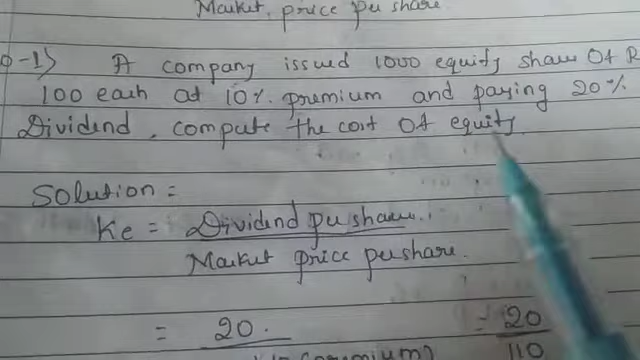 Market price per share
Q-1) A company issued 1000 equity share of R
100 each at 10% premium and paying 20%
Dividend. compute the cost of equity
Solution =
Ke = Dividend per share.
Market price per share.
= 20. = 20
110
(premium)